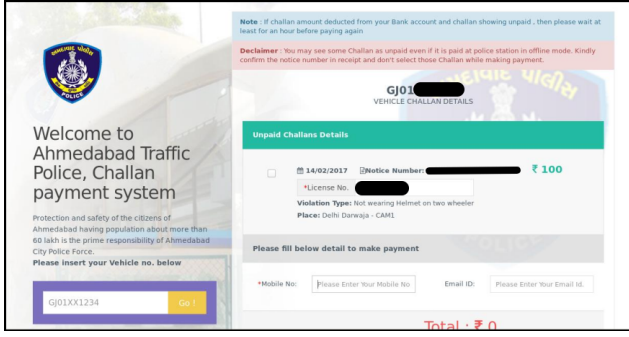 Note : If challan amount deducted from your Bank account and challan showing unpaid , then please wait at
least for an hour before paying again
Declaimer : You may see some Challan as unpaid even if it is paid at police station in offline mode. Kindly
confirm the notice number in receipt and don't select those Challan while making payment.
અમદાવાદ પોલીસ
POLICE
Welcome to
Ahmedabad Traffic
Police, Challan
payment system
Protection and safety of the citizens of
Ahmedabad having population about more than
60 lakh is the prime responsibility of Ahmedabad
City Police Force.
Please insert your Vehicle no. below
GJ01XX1234
Go !
GJ01
VEHICLE CHALLAN DETAILS
Unpaid Challans Details
14/02/2017 Notice Number: ₹ 100
*License No.
Violation Type: Not wearing Helmet on two wheeler
Place: Delhi Darwaja - CAM1
Please fill below detail to make payment
*Mobile No: Please Enter Your Mobile No Email ID: Please Enter Your Email Id.
Total : ₹ 0